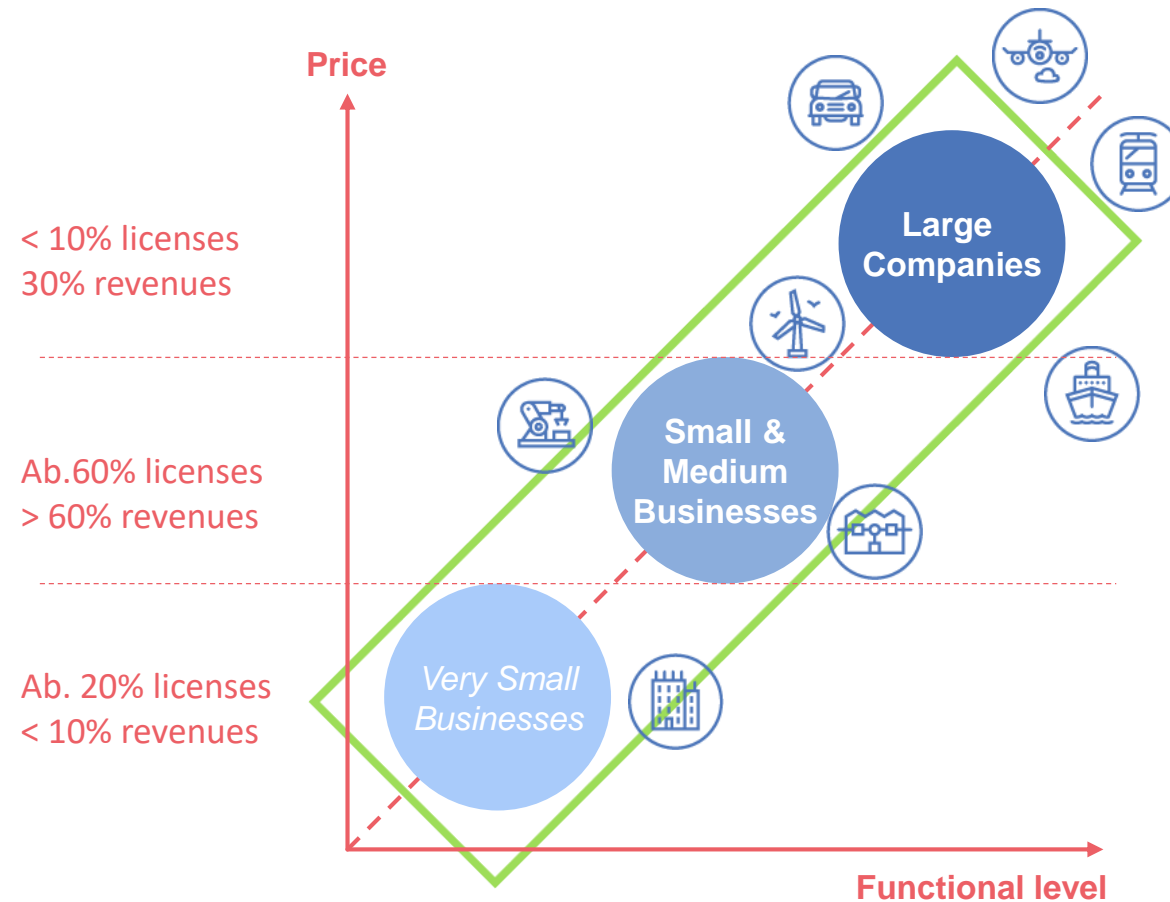 Price
< 10% licenses
30% revenues
Large
Companies
Ab.60% licenses
> 60% revenues
Small &
Medium
Businesses
Ab. 20% licenses
< 10% revenues
Very Small
Businesses
Functional level